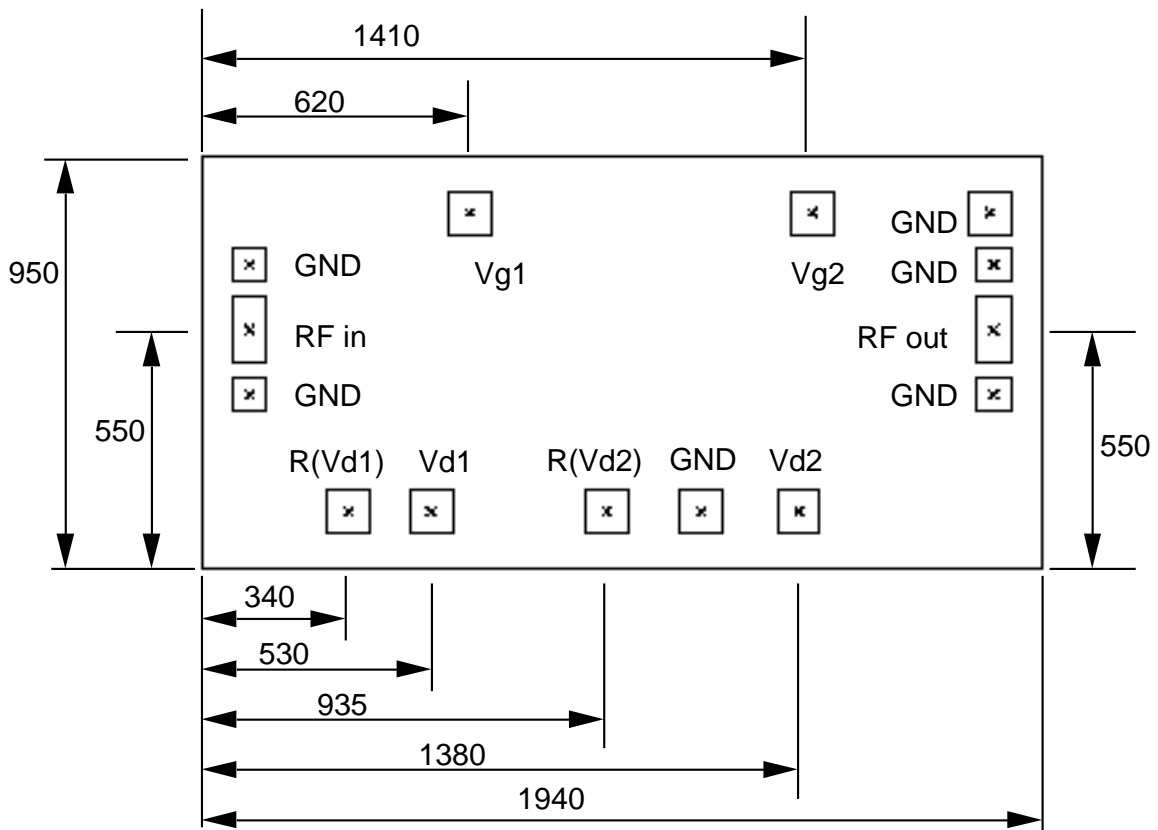 1410
620
GND
950
GND
Vg1
Vg2
GND
RF in
RF out
GND
GND
550
550
R(Vd1)
Vd1
R(Vd2)
GND
Vd2
340
530
935
1380
1940